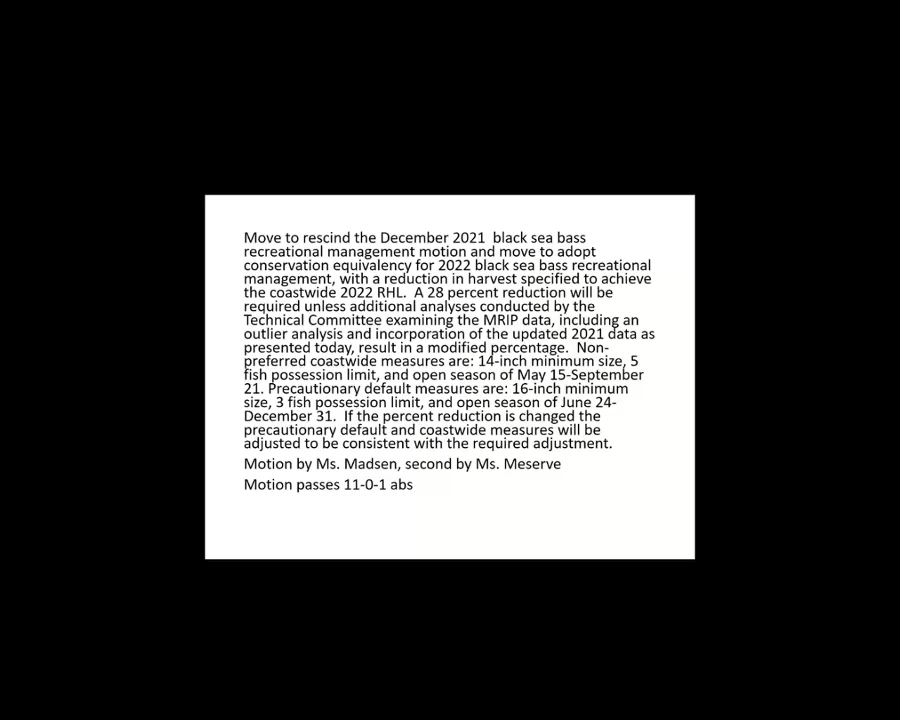 Move to rescind the December 2021  black sea bass
recreational management motion and move to adopt
conservation equivalency for 2022 black sea bass recreational
management, with a reduction in harvest specified to achieve
the coastwide 2022 RHL.  A 28 percent reduction will be
required unless additional analyses conducted by the
Technical Committee examining the MRIP data, including an
outlier analysis and incorporation of the updated 2021 data as
presented today, result in a modified percentage.  Non-
preferred coastwide measures are: 14-inch minimum size, 5
fish possession limit, and open season of May 15-September
21. Precautionary default measures are: 16-inch minimum
size, 3 fish possession limit, and open season of June 24-
December 31.  If the percent reduction is changed the
precautionary default and coastwide measures will be
adjusted to be consistent with the required adjustment.
Motion by Ms. Madsen, second by Ms. Meserve
Motion passes 11-0-1 abs